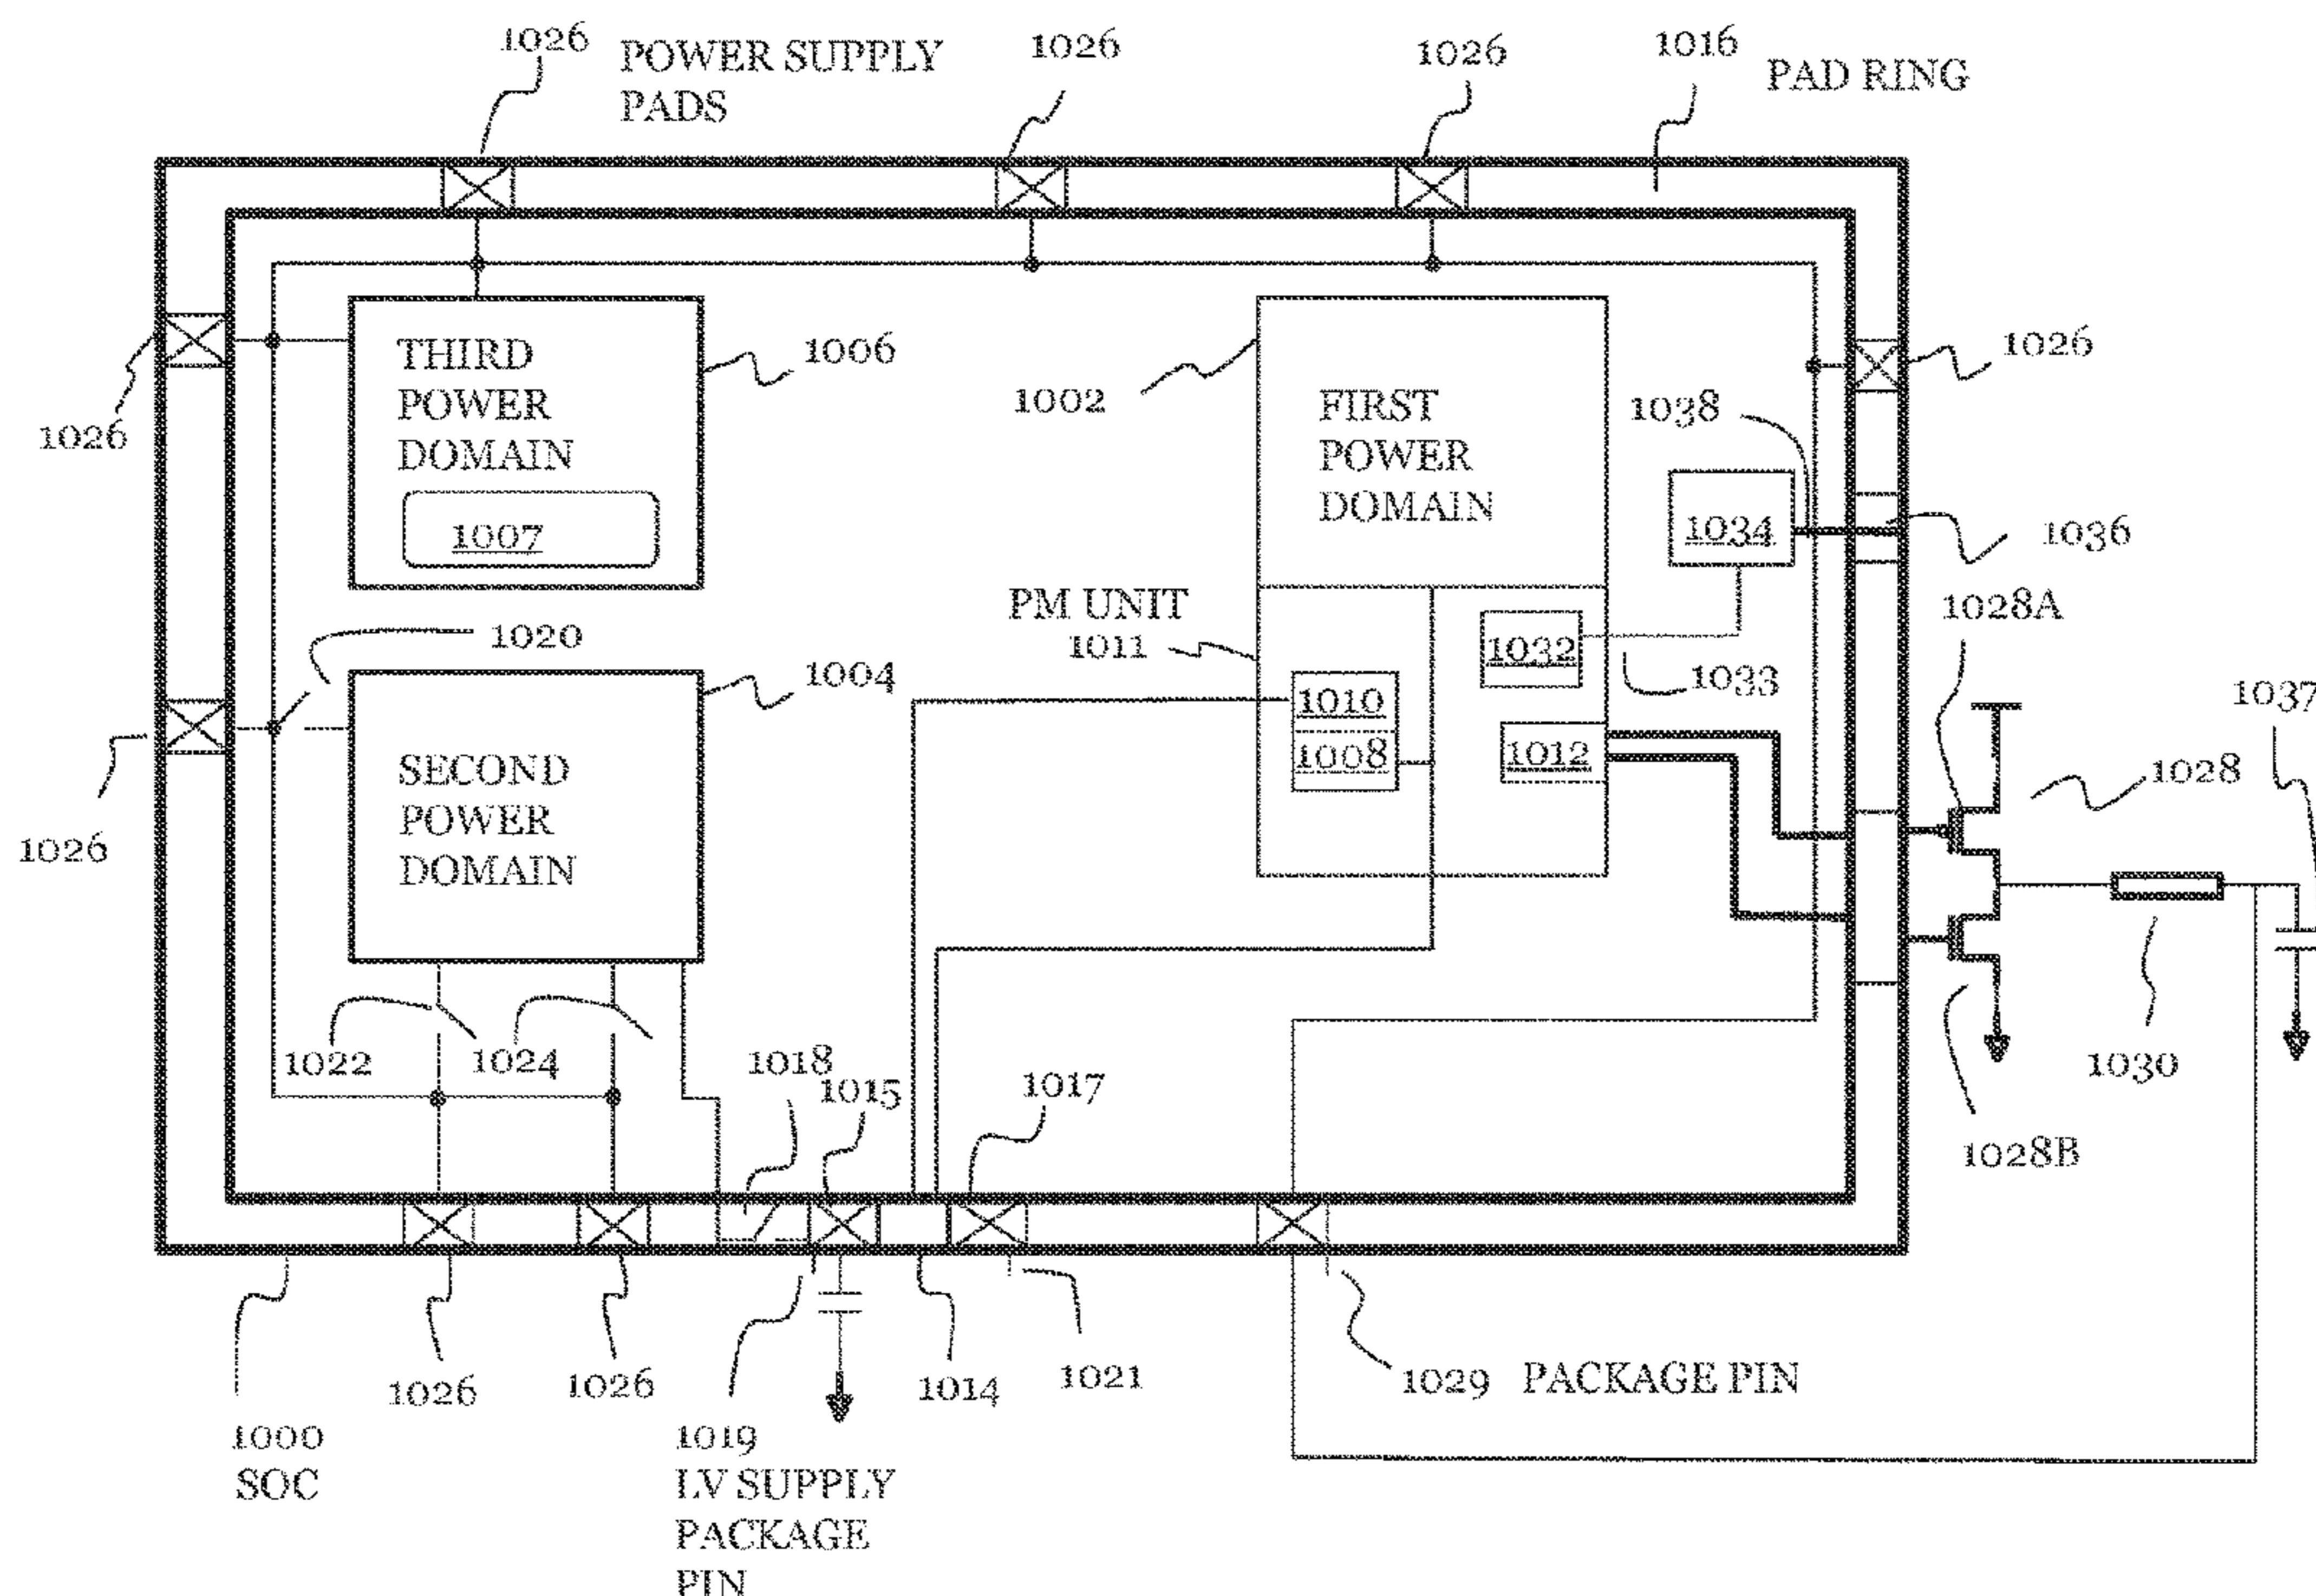 1026
POWER SUPPLY
PADS
1026
1026
1016
PAD RING
1026
THIRD
POWER
DOMAIN
1007
1006
1002
FIRST
POWER
DOMAIN
1038
1026
1034
1036
1020
1004
PM UNIT
1011
1032
1033
1028A
1010
1008
1012
1037
1028
1026
SECOND
POWER
DOMAIN
1022
1024
1018
1015
1017
1030
1028B
1026
1026
1014
1021
1029 PACKAGE PIN
1000
SOC
1019
LV SUPPLY
PACKAGE
PIN